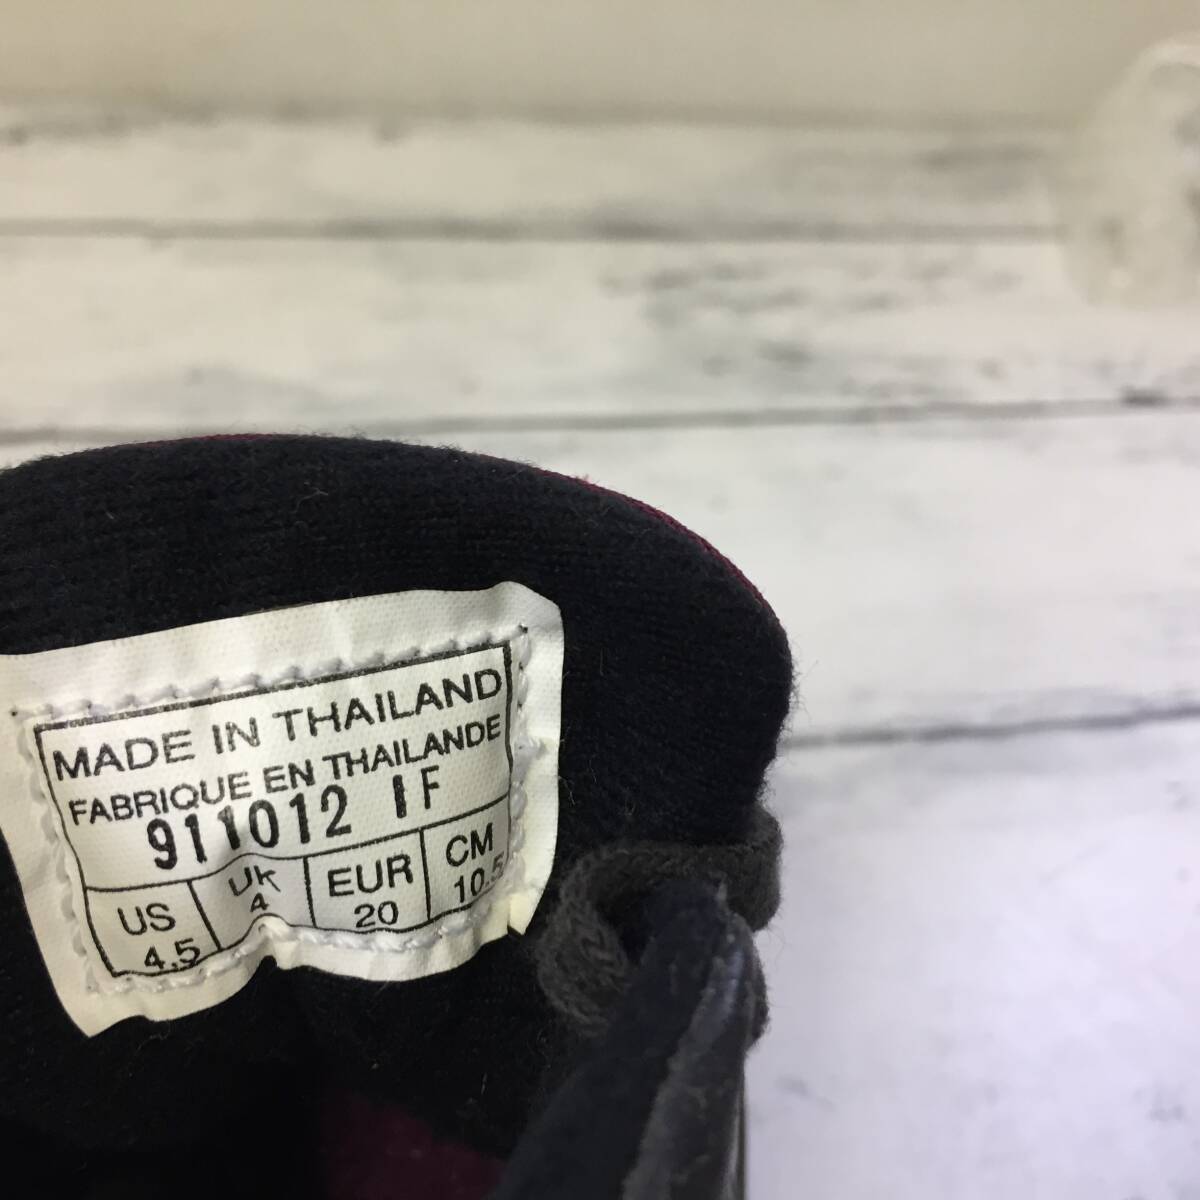 MADE IN THAILAND
FABRIQUE EN THAILANDE
911012 IF
US UK EUR CM
4.5 4 20 10.5